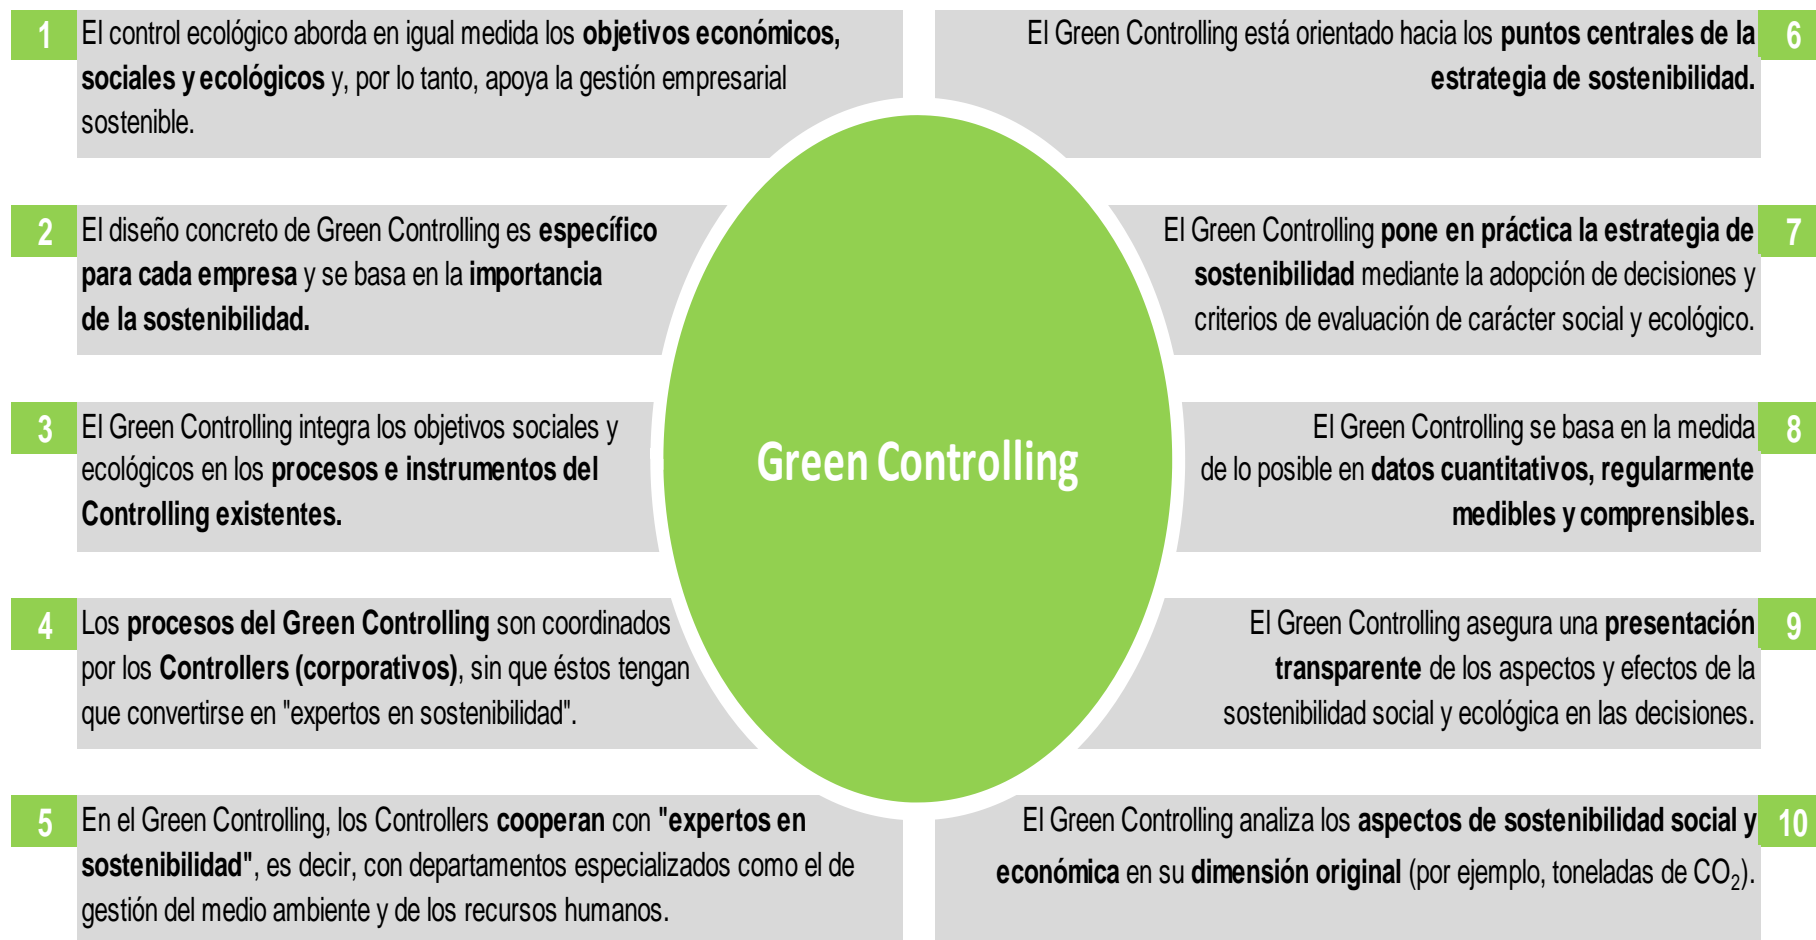 1
El control ecológico aborda en igual medida los objetivos económicos,
sociales y ecológicos y, por lo tanto, apoya la gestión empresarial
sostenible.
2
El diseño concreto de Green Controlling es específico
para cada empresa y se basa en la importancia
de la sostenibilidad.
3
El Green Controlling integra los objetivos sociales y
ecológicos en los procesos e instrumentos del
Controlling existentes.
4
Los procesos del Green Controlling son coordinados
por los Controllers (corporativos), sin que éstos tengan
que convertirse en "expertos en sostenibilidad".
5
En el Green Controlling, los Controllers cooperan con "expertos en
sostenibilidad", es decir, con departamentos especializados como el de
gestión del medio ambiente y de los recursos humanos.
Green Controlling
El Green Controlling está orientado hacia los puntos centrales de la
estrategia de sostenibilidad.
6
El Green Controlling pone en práctica la estrategia de
sostenibilidad mediante la adopción de decisiones y
criterios de evaluación de carácter social y ecológico.
7
El Green Controlling se basa en la medida
de lo posible en datos cuantitativos, regularmente
medibles y comprensibles.
8
El Green Controlling asegura una presentación
transparente de los aspectos y efectos de la
sostenibilidad social y ecológica en las decisiones.
9
El Green Controlling analiza los aspectos de sostenibilidad social y
económica en su dimensión original (por ejemplo, toneladas de CO₂).
10